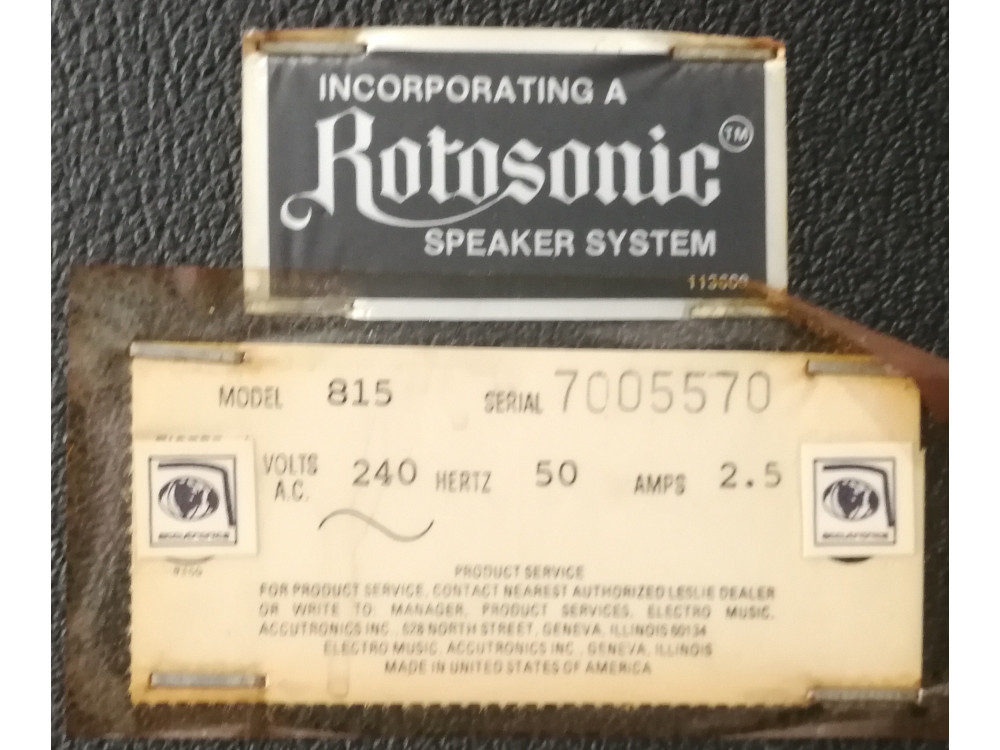 INCORPORATING A
Rotosonic TM
SPEAKER SYSTEM
MODEL 815 SERIAL 7005570
VOLTS A.C. 240 HERTZ 50 AMPS 2.5
PRODUCT SERVICE
FOR PRODUCT SERVICE, CONTACT NEAREST AUTHORIZED LESLIE DEALER
OR WRITE TO MANAGER, PRODUCT SERVICES, ELECTRO MUSIC,
ACCUTRONICS INC. 628 NORTH STREET, GENEVA, ILLINOIS 60134
ELECTRO MUSIC, ACCUTRONICS INC., GENEVA, ILLINOIS
MADE IN UNITED STATES OF AMERICA